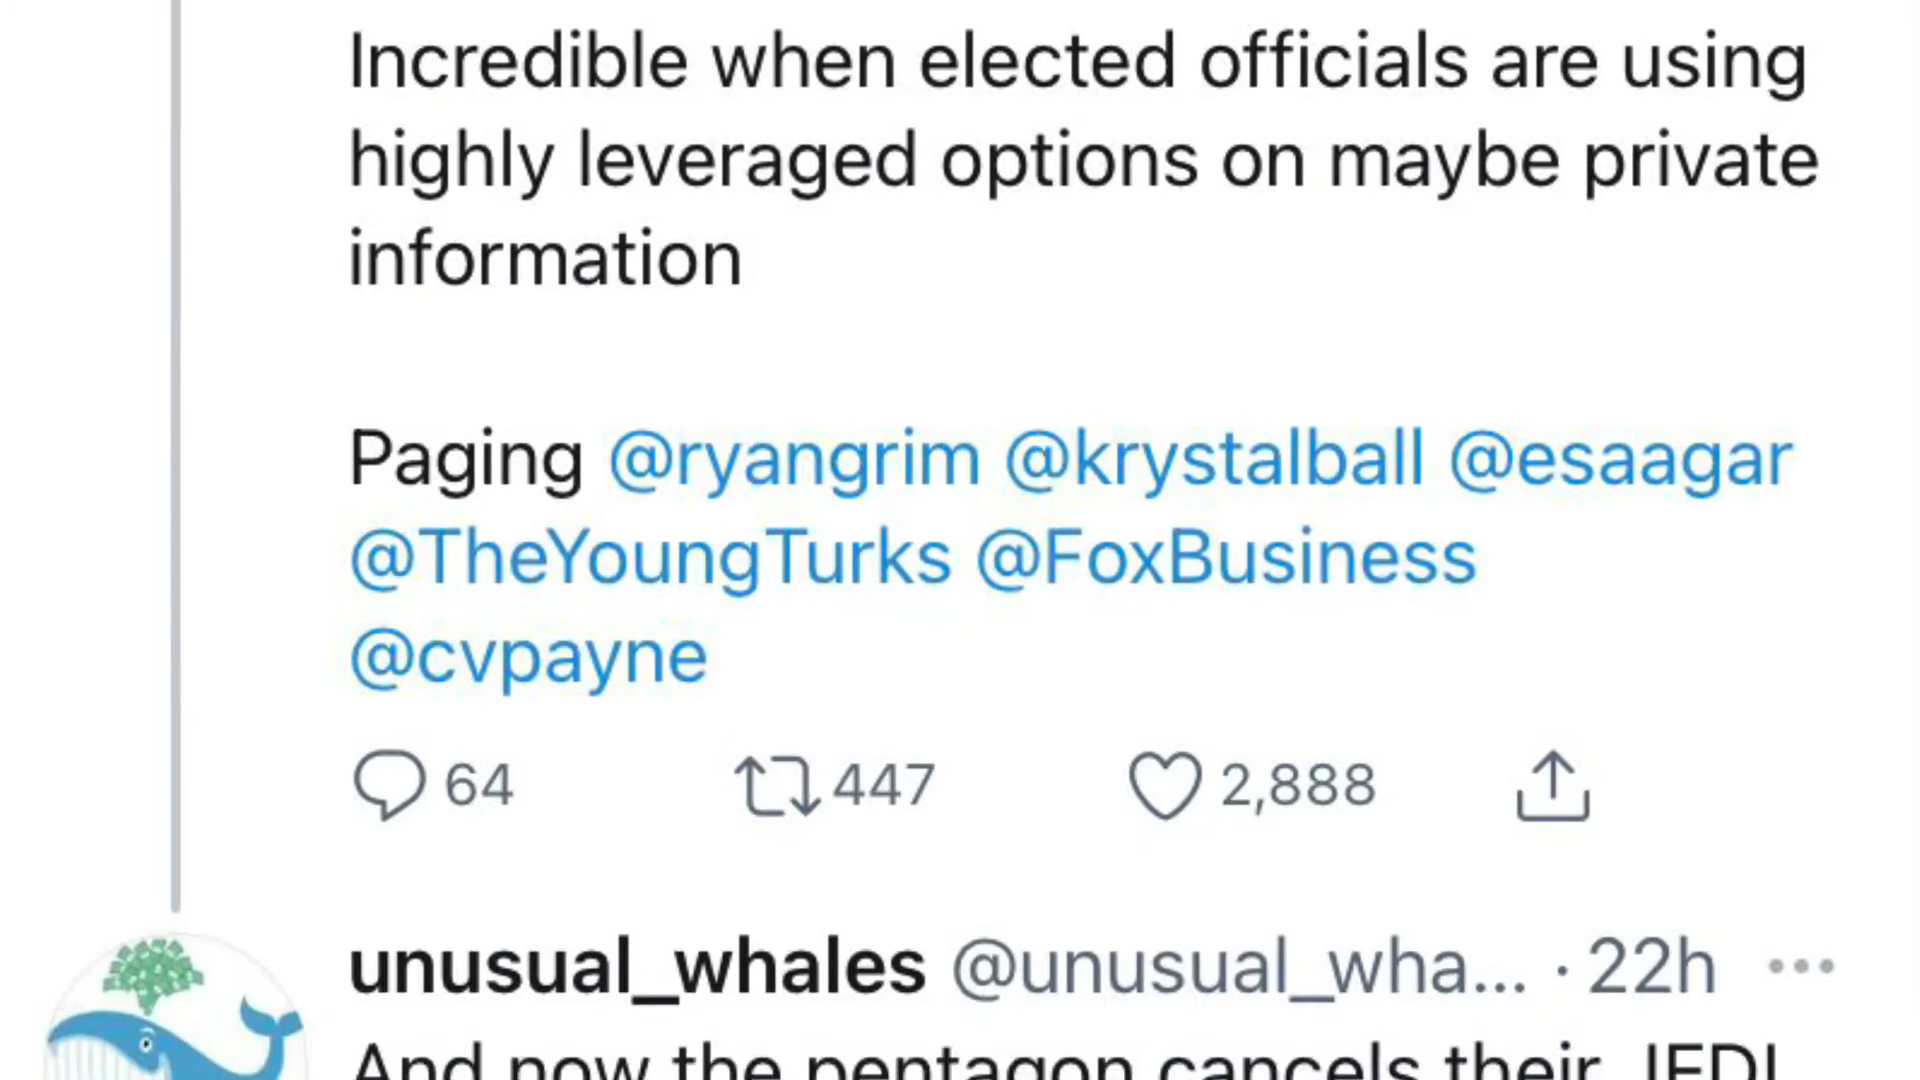 Incredible when elected officials are using
highly leveraged options on maybe private
information
Paging @ryangrim @krystalball @esaagar
@TheYoungTurks @FoxBusiness
@cvpayne
64 447 2,888
unusual_whales @unusual_wha... · 22h
And now the pentagon cancels their JEDI